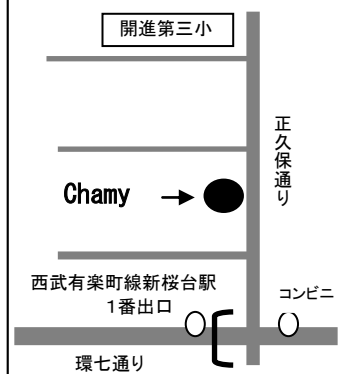 開進第三小
正久保通り
Chamy →
西武有楽町線新桜台駅
1番出口
コンビニ
環七通り